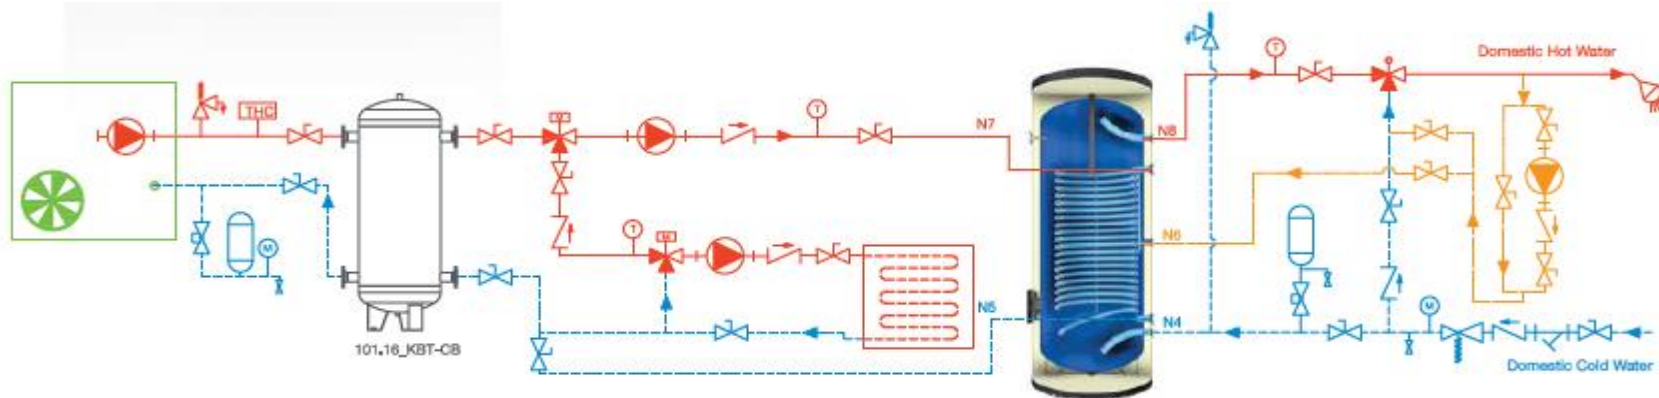 Domestic Hot Water
T
THC
T
M
N7
N8
T
M
N6
M
N5
N4
M
101.16_KBT-CB
Domestic Cold Water